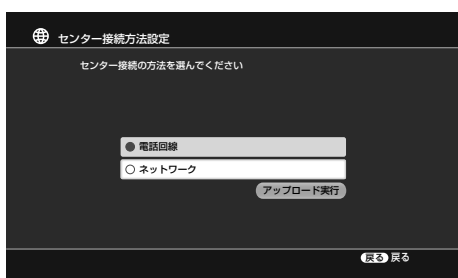 センター接続方法設定
センター接続の方法を選んでください
電話回線
ネットワーク
アップロード実行
戻る 戻る